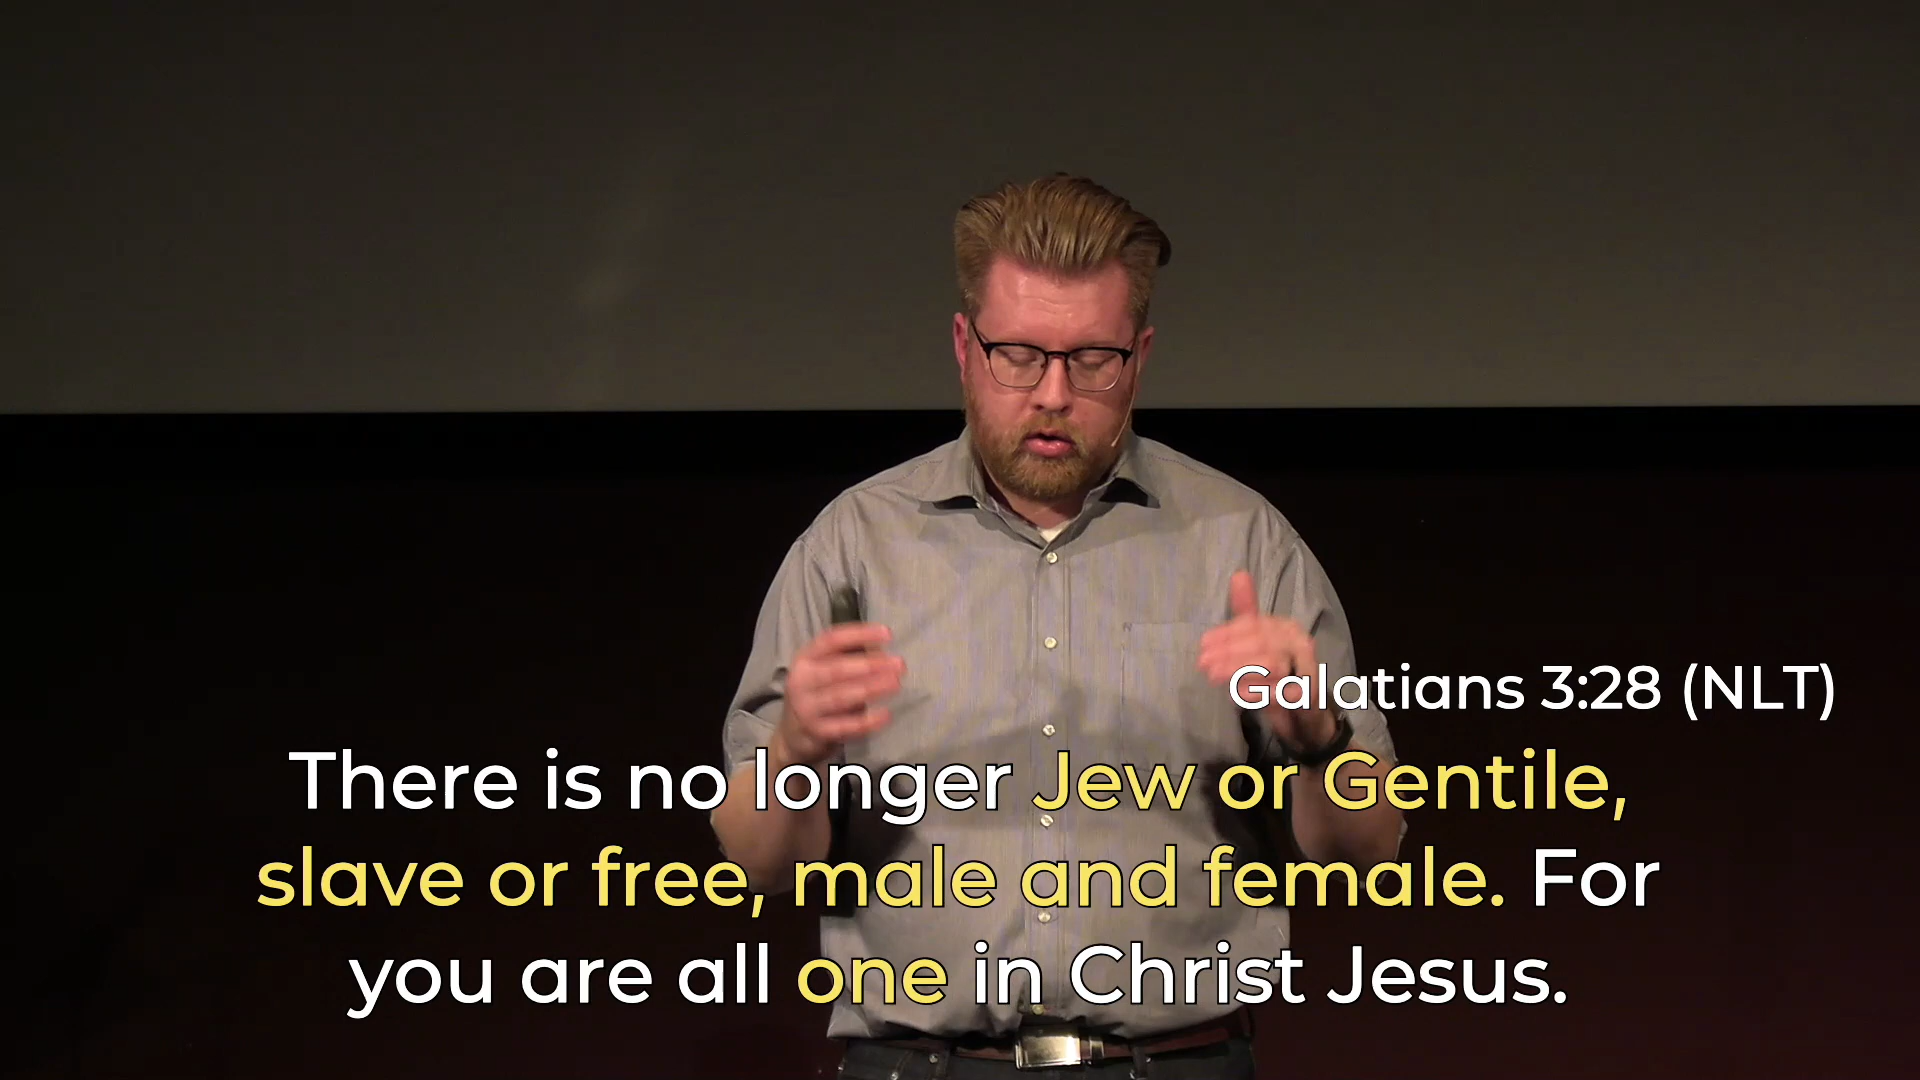 Galatians 3:28 (NLT)
There is no longer Jew or Gentile,
slave or free, male and female. For
you are all one in Christ Jesus.